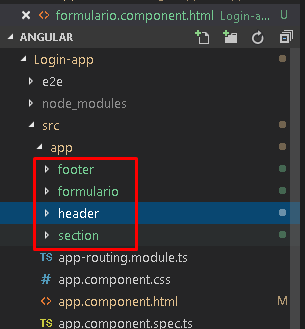 formulario.component.html Login-a... U
ANGULAR
Login-app
e2e
node_modules
src
app
footer
formulario
header
section
TS app-routing.module.ts
# app.component.css
<> app.component.html M
TS app.component.spec.ts